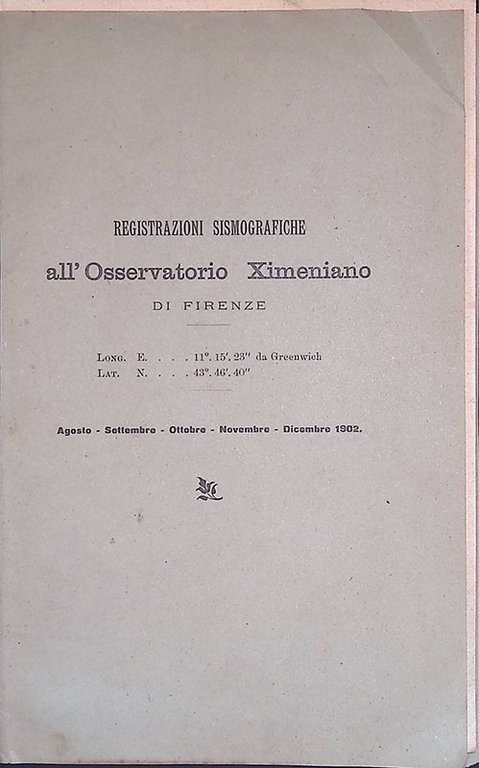 REGISTRAZIONI SISMOGRAFICHE
all' Osservatorio Ximeniano
DI FIRENZE
LONG. E. . . . 11°. 15'. 23" da Greenwich
LAT. N. . . . 43°. 46'. 40"
Agosto - Settembre - Ottobre - Novembre - Dicembre 1902.